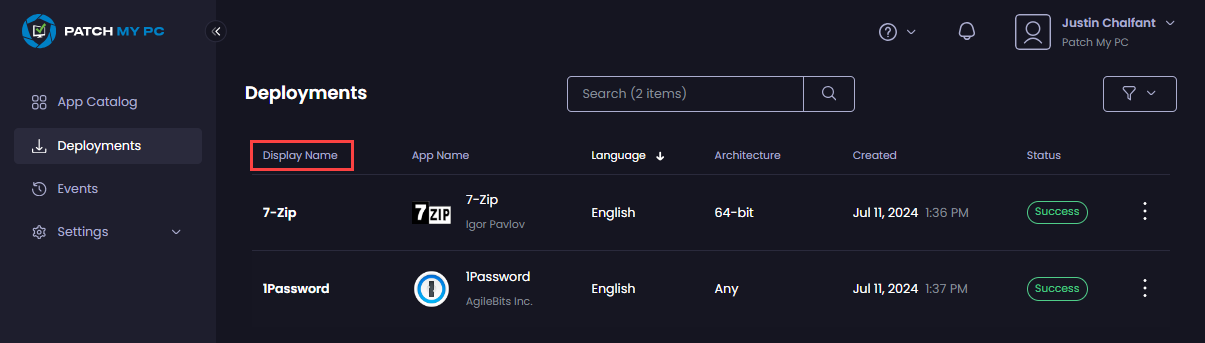 PATCH MY PC
Justin Chalfant
Patch My PC
App Catalog
Deployments
Events
Settings
Deployments
Search (2 items)
Display Name App Name Language Architecture Created Status
7-Zip 7ZIP 7-Zip English 64-bit Jul 11, 2024 1:36 PM Success
Igor Pavlov
1Password 1Password English Any Jul 11, 2024 1:37 PM Success
AgileBits Inc.